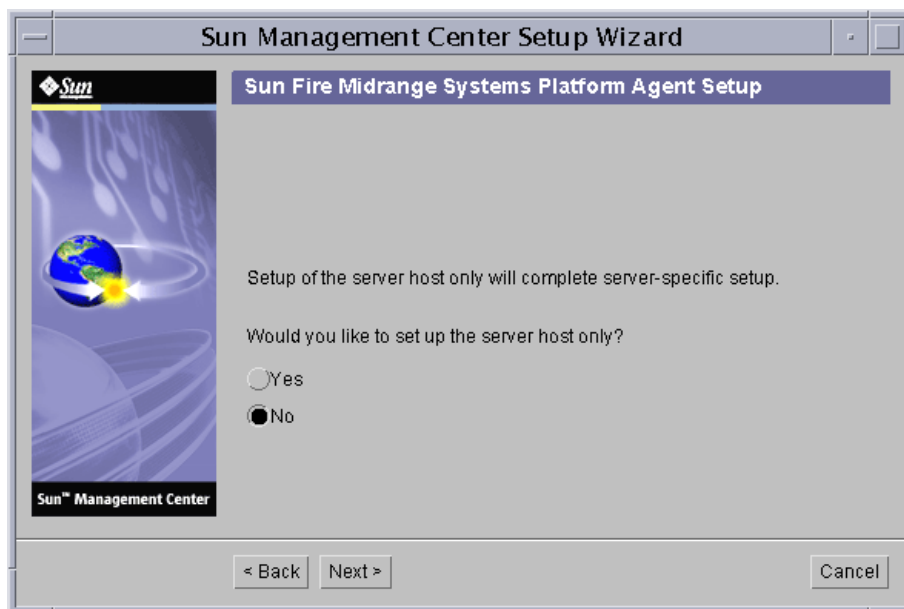 Sun Management Center Setup Wizard
Sun
Sun Fire Midrange Systems Platform Agent Setup
Setup of the server host only will complete server-specific setup.
Would you like to set up the server host only?
Yes
No
Sun™ Management Center
< Back
Next >
Cancel